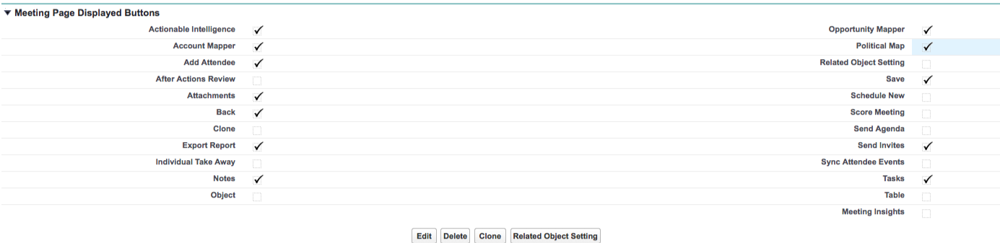 Meeting Page Displayed Buttons
Actionable Intelligence
Opportunity Mapper
Account Mapper
Political Map
Add Attendee
Related Object Setting
After Actions Review
Save
Attachments
Schedule New
Back
Score Meeting
Clone
Send Agenda
Export Report
Send Invites
Individual Take Away
Sync Attendee Events
Notes
Tasks
Object
Table
Meeting Insights
Edit Delete Clone Related Object Setting